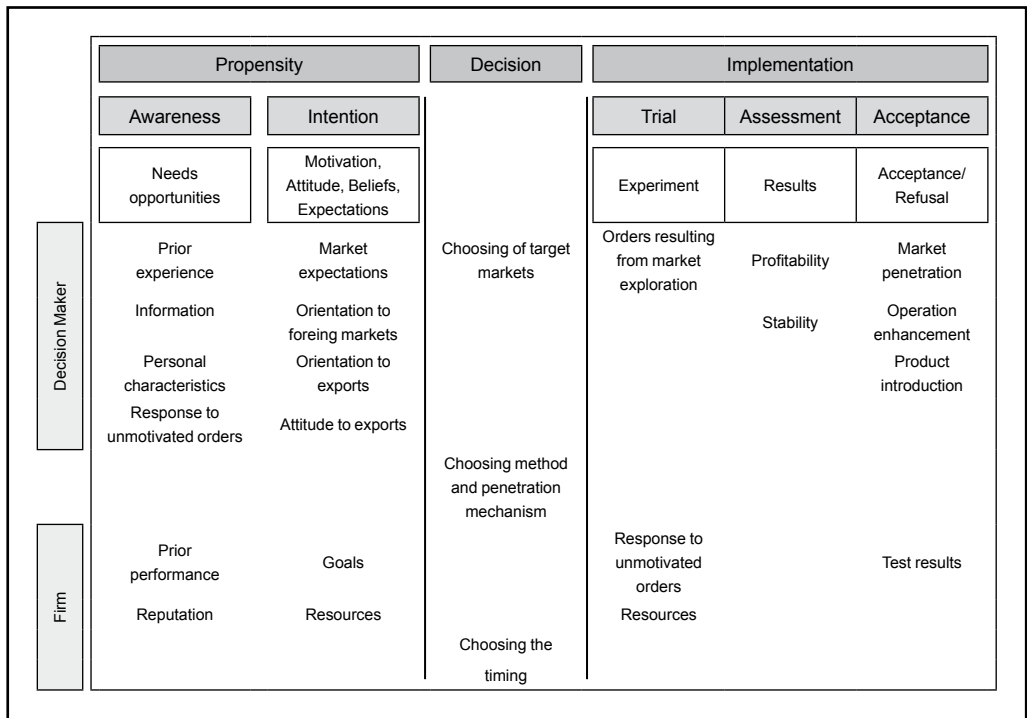 Propensity
Decision
Implementation
Awareness
Intention
Trial
Assessment
Acceptance
Needs
opportunities
Motivation,
Attitude, Beliefs,
Expectations
Experiment
Results
Acceptance/
Refusal
Decision Maker
Prior
experience
Market
expectations
Choosing of target
markets
Orders resulting
from market
exploration
Profitability
Market
penetration
Information
Orientation to
foreing markets
Stability
Operation
enhancement
Personal
characteristics
Orientation to
exports
Product
introduction
Response to
unmotivated orders
Attitude to exports
Choosing method
and penetration
mechanism
Firm
Prior
performance
Goals
Response to
unmotivated
orders
Test results
Reputation
Resources
Resources
Choosing the
timing